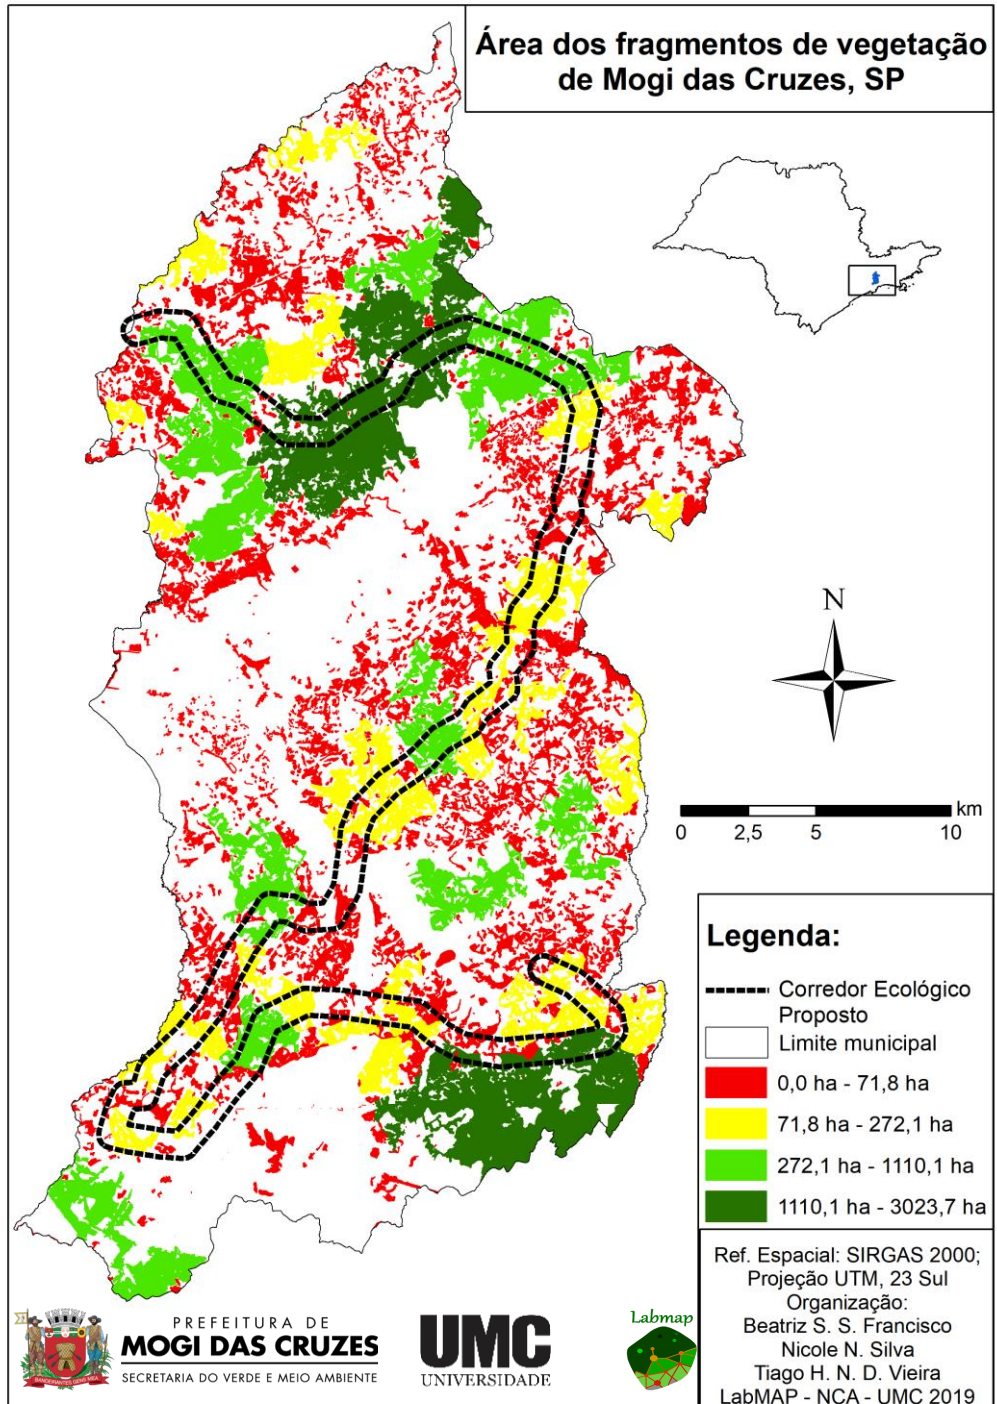 Área dos fragmentos de vegetação
de Mogi das Cruzes, SP
N
km
0 2,5 5 10
Legenda:
Corredor Ecológico
Proposto
Limite municipal
0,0 ha - 71,8 ha
71,8 ha - 272,1 ha
272,1 ha - 1110,1 ha
1110,1 ha - 3023,7 ha
Ref. Espacial: SIRGAS 2000;
Projeção UTM, 23 Sul
Organização:
Beatriz S. S. Francisco
Nicole N. Silva
Tiago H. N. D. Vieira
LabMAP - NCA - UMC 2019
PREFEITURA DE
MOGI DAS CRUZES
SECRETARIA DO VERDE E MEIO AMBIENTE
UMC
UNIVERSIDADE
Labmap